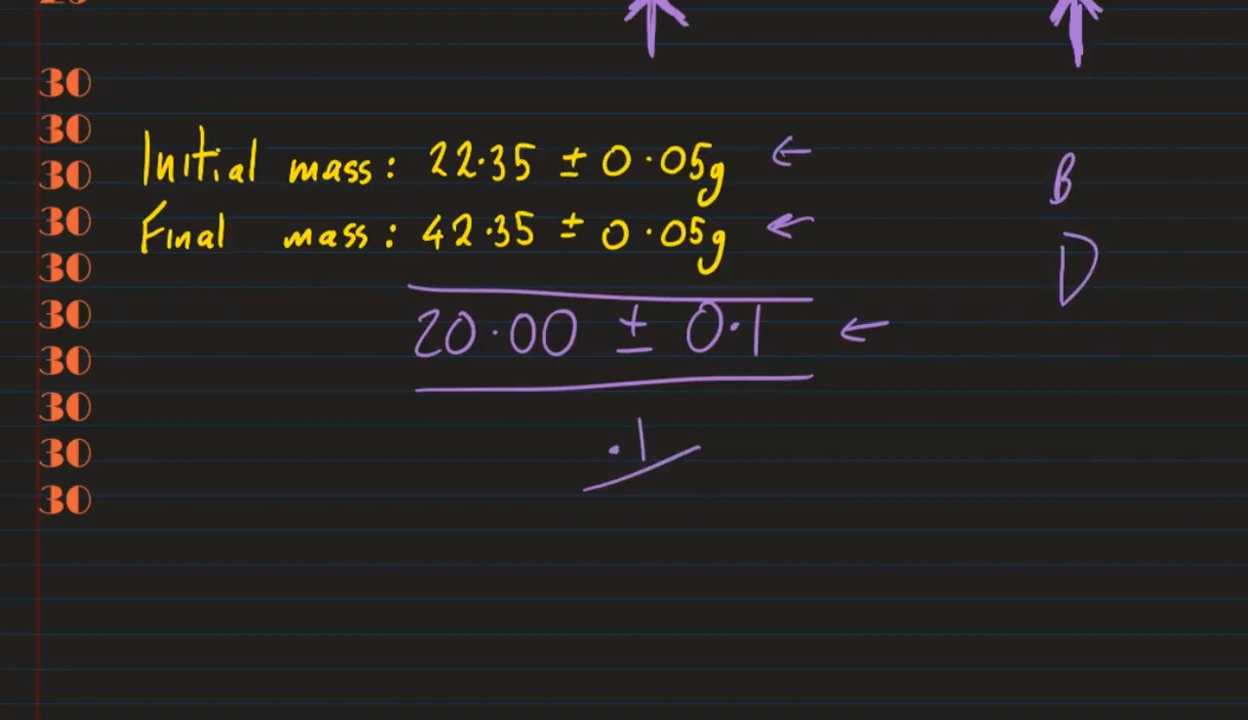 30
30
Initial mass: 22.35 ± 0.05g ←
30
B
30
Final mass: 42.35 ± 0.05g ←
30
D
30
20.00 ± 0.1 ←
30
30
.1/
30
30